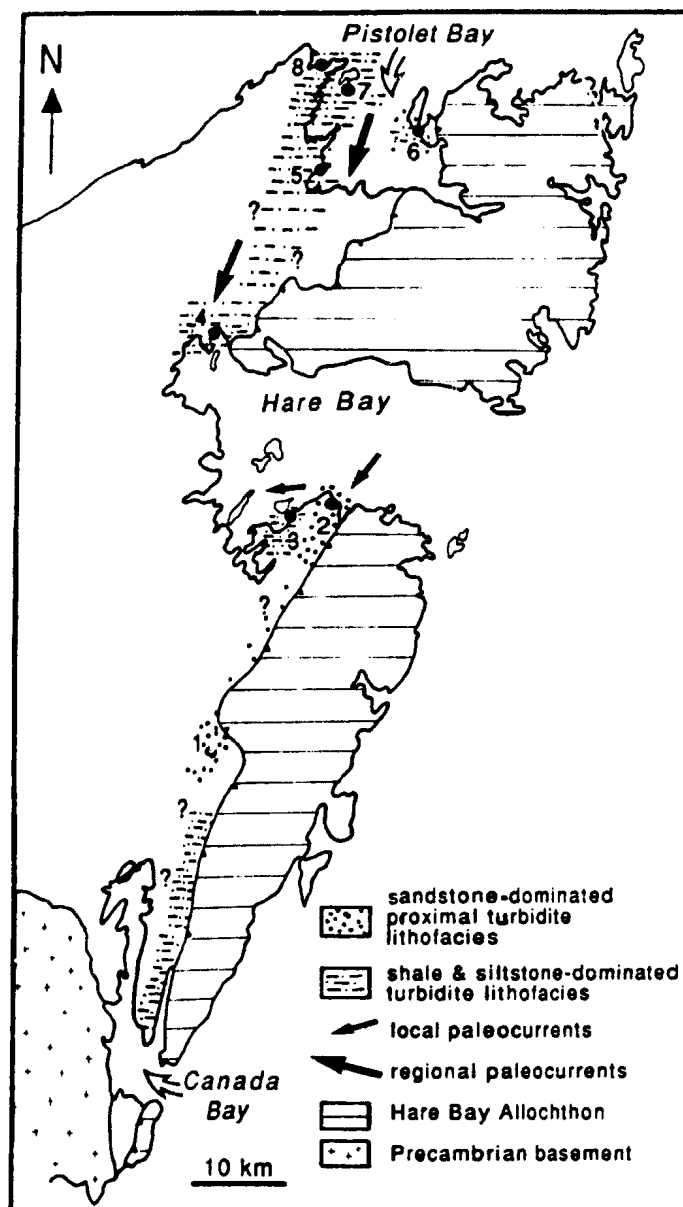 Pistolet Bay
N
8
7
6
5
?
?
4
Hare Bay
2
3
?
1
?
?
sandstone-dominated
proximal turbidite
lithofacies
shale & siltstone-dominated
turbidite lithofacies
local paleocurrents
regional paleocurrents
Canada
Bay
Hare Bay Allochthon
10 km
Precambrian basement